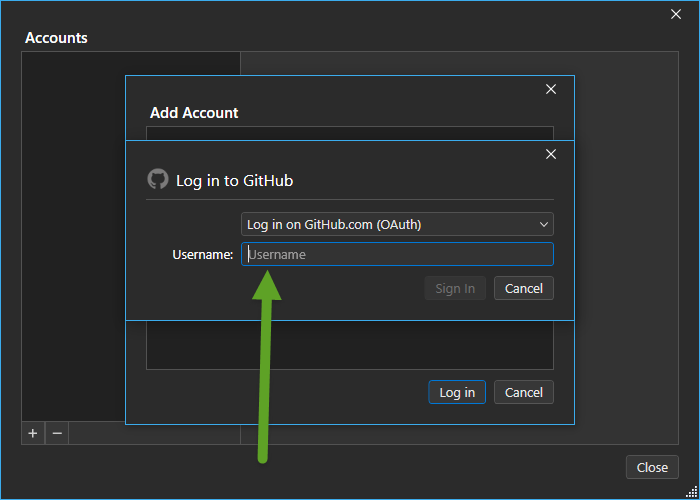 Accounts
Add Account
Log in to GitHub
Log in on GitHub.com (OAuth)
Username: Username
Sign In Cancel
Log in Cancel
+ −
Close